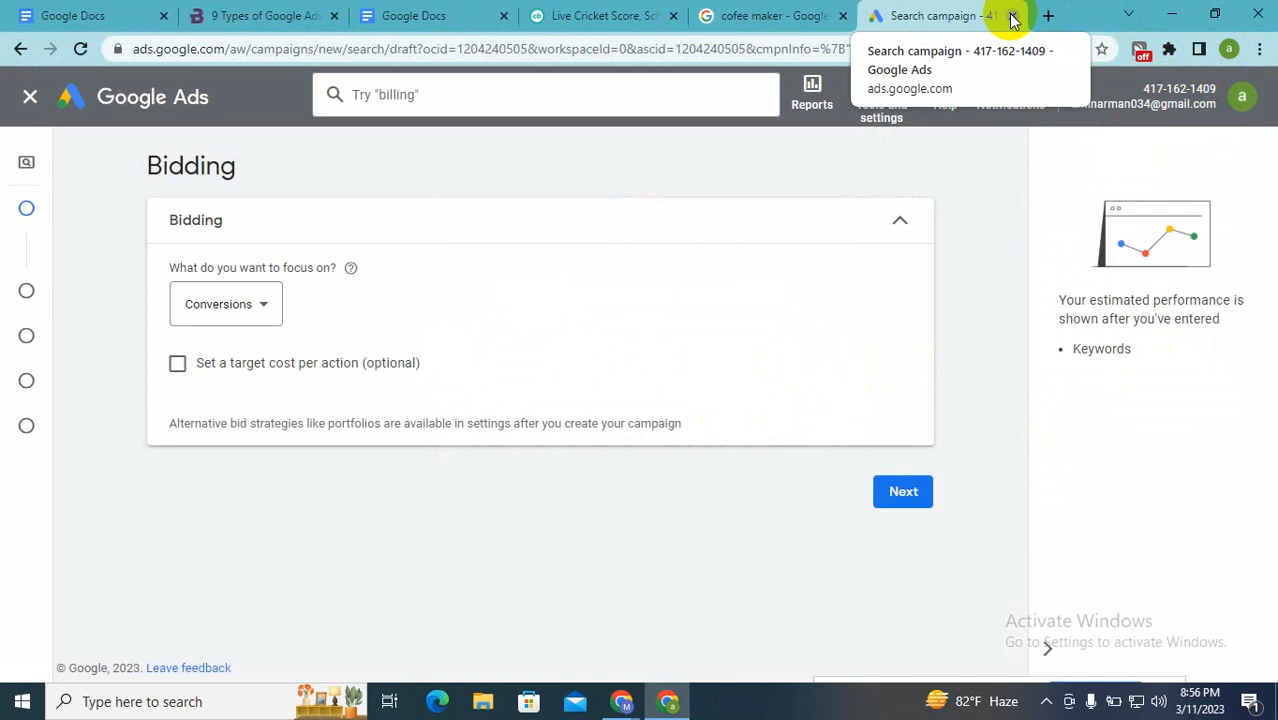 Google Docs
9 Types of Google Ads
Google Docs
Live Cricket Score, Sch
cofee maker - Google
Search campaign - 41
ads.google.com/aw/campaigns/new/search/draft?ocid=1204240505&workspaceId=0&ascid=1204240505&cmpnInfo=%7B"
off
a
Search campaign - 417-162-1409 -
Google Ads
ads.google.com
Google Ads
Try "billing"
Reports
settings
417-162-1409
a
Bidding
Bidding
What do you want to focus on?
Conversions
Set a target cost per action (optional)
Alternative bid strategies like portfolios are available in settings after you create your campaign
Next
Your estimated performance is
shown after you've entered
• Keywords
Activate Windows
Go to Settings to activate Windows.
© Google, 2023. Leave feedback
Type here to search
82°F Haze
8:56 PM
3/11/2023
1